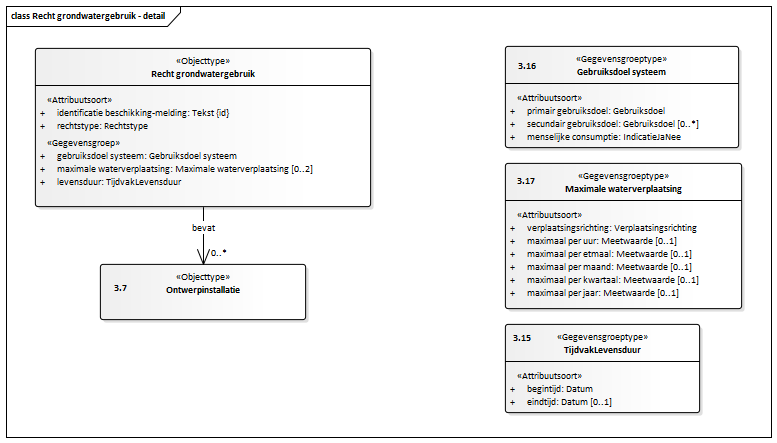 class Recht grondwatergebruik - detail
«Objecttype»
Recht grondwatergebruik
«Attribuutsoort»
+ identificatie beschikking-melding: Tekst {id}
+ rechtstype: Rechtstype
«Gegevensgroep»
+ gebruiksdoel systeem: Gebruiksdoel systeem
+ maximale waterverplaatsing: Maximale waterverplaatsing [0..2]
+ levensduur: TijdvakLevensduur
bevat
0..*
«Objecttype»
3.7
Ontwerpinstallatie
«Gegevensgroeptype»
3.16
Gebruiksdoel systeem
«Attribuutsoort»
+ primair gebruiksdoel: Gebruiksdoel
+ secundair gebruiksdoel: Gebruiksdoel [0..*]
+ menselijke consumptie: IndicatieJaNee
«Gegevensgroeptype»
3.17
Maximale waterverplaatsing
«Attribuutsoort»
+ verplaatsingsrichting: Verplaatsingsrichting
+ maximaal per uur: Meetwaarde [0..1]
+ maximaal per etmaal: Meetwaarde [0..1]
+ maximaal per maand: Meetwaarde [0..1]
+ maximaal per kwartaal: Meetwaarde [0..1]
+ maximaal per jaar: Meetwaarde [0..1]
3.15 «Gegevensgroeptype»
TijdvakLevensduur
«Attribuutsoort»
+ begintijd: Datum
+ eindtijd: Datum [0..1]